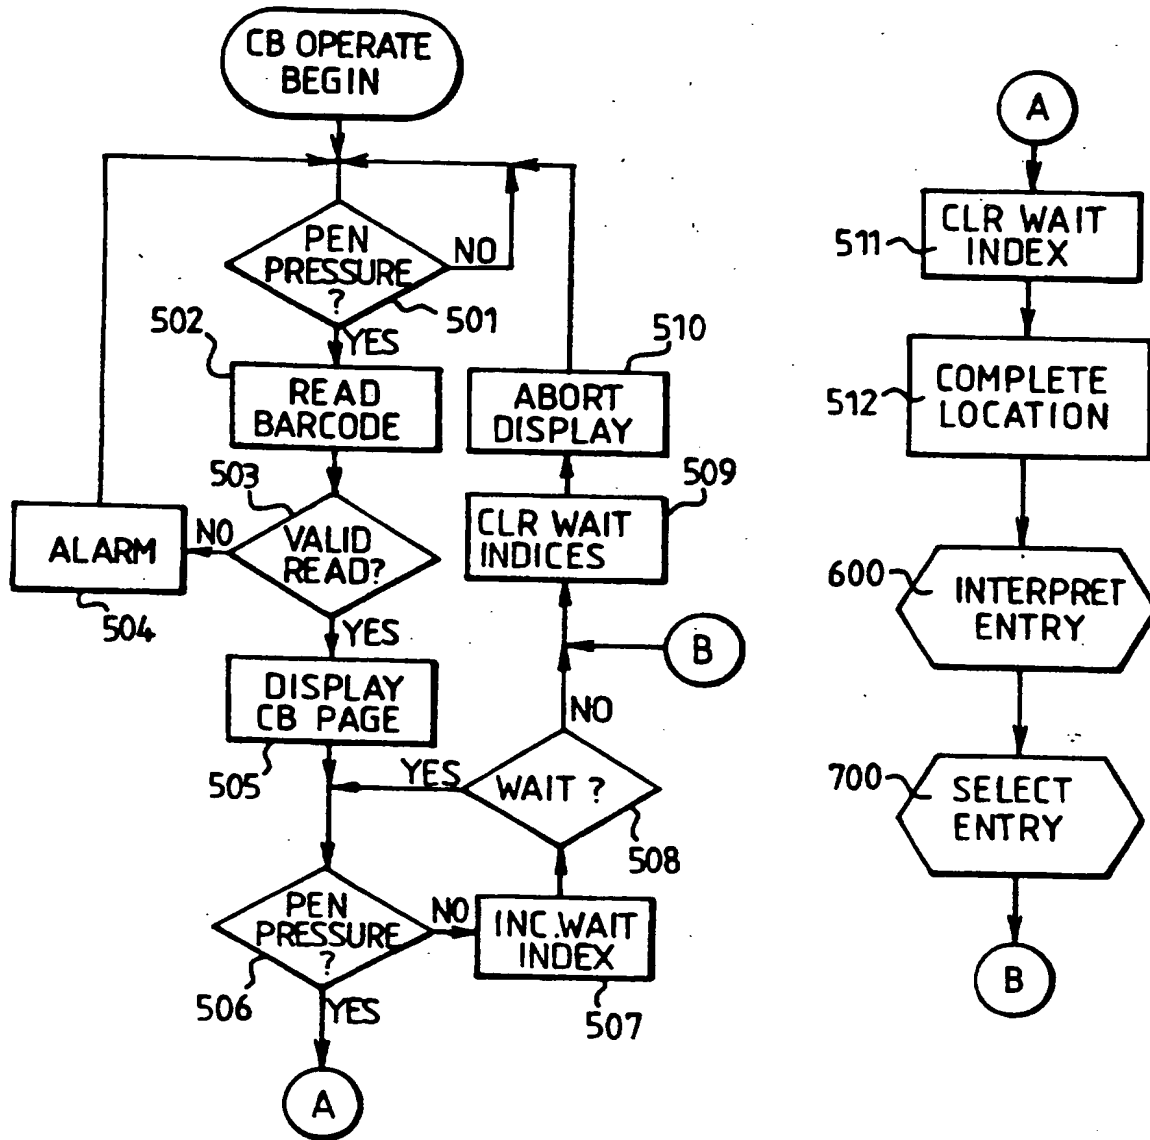 CB OPERATE
BEGIN
PEN
PRESSURE
?
NO
501
YES
502
READ
BARCODE
503
VALID
READ?
NO
ALARM
504
YES
DISPLAY
CB PAGE
505
PEN
PRESSURE
?
506
NO
YES
A
INC.WAIT
INDEX
507
WAIT ?
508
YES
NO
B
CLR WAIT
INDICES
509
ABORT
DISPLAY
510
A
CLR WAIT
INDEX
511
COMPLETE
LOCATION
512
INTERPRET
ENTRY
600
SELECT
ENTRY
700
B